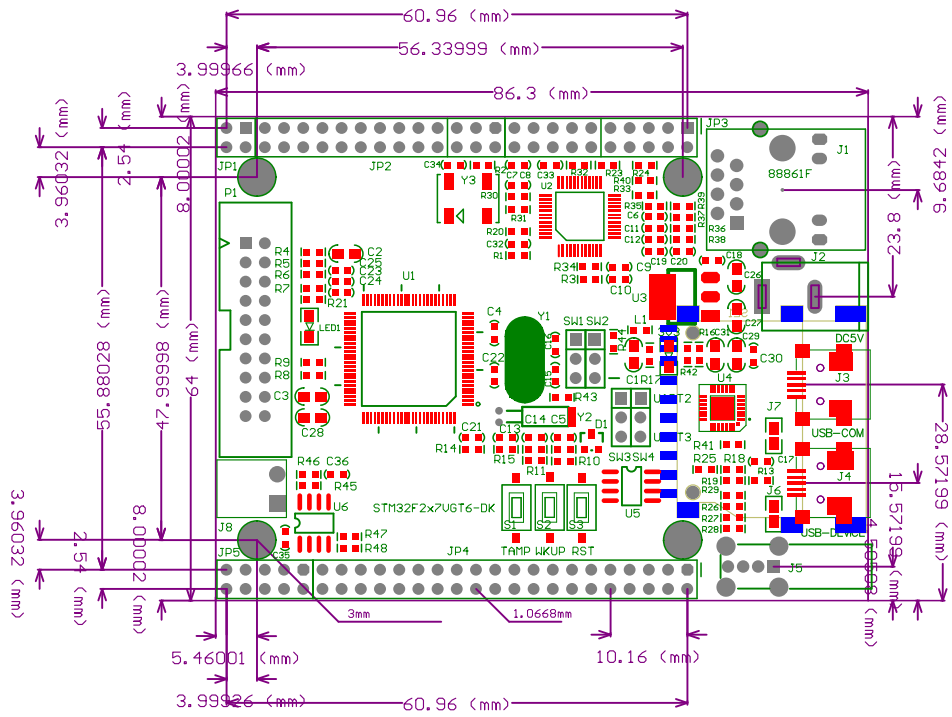 60.96 (mm)
56.33999 (mm)
3.99966 (mm)
86.3 (mm)
3.96032 (mm)
2.54 (mm)
8.00002 (mm)
JP3
JP1
JP2
P1
C34
R2
C7
C8
C33
R32
R23
R24
Y3
R30
U2
R40
R33
R31
R35
C6
C11
C12
R39
R37
R36
R38
J1
88861F
9.6842 (mm)
23.8 (mm)
R20
C32
R1
C19
C20
C18
J2
R4
R5
R6
R7
C2
C25
C23
C24
R21
LED1
U1
R34
R3
C9
C10
U3
C26
C27
C4
Y1
SW1
SW2
L1
R16
C31
C29
C30
DC5V
C22
R42
R9
R8
C3
C28
C1
R17
R43
U4
J3
C14
C5
Y2
D1
J7
USB-COM
C21
R14
C13
R15
R11
R10
SW3
SW4
R41
R25
R18
R13
C17
J4
R46
C36
R45
STM32F2x7VGT6-DK
U6
U5
R29
R26
R27
R28
J6
USB-DEVICE
S1
S2
S3
J8
C35
R47
R48
TAMP
WKUP
RST
JP5
JP4
J5
55.88028 (mm)
47.99998 (mm)
64 (mm)
28.57199 (mm)
15.57199 (mm)
3.96032 (mm)
2.54 (mm)
8.00002 (mm)
3mm
1.0668mm
5.46001 (mm)
10.16 (mm)
3.99926 (mm)
60.96 (mm)